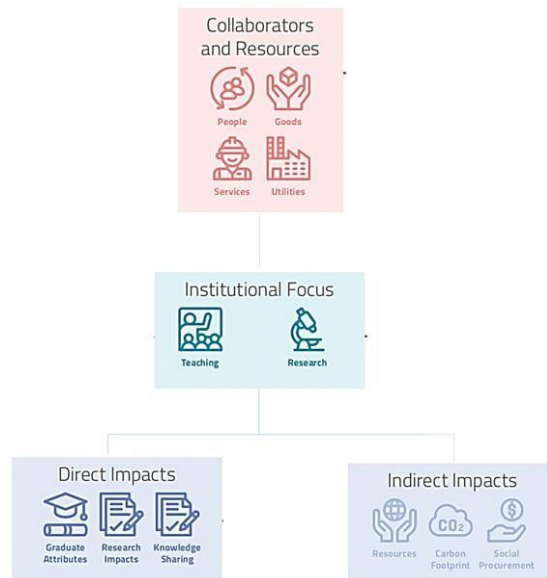 Collaborators
and Resources
People Goods
Services Utilities
Institutional Focus
Teaching Research
Direct Impacts
Graduate Attributes
Research Impacts
Knowledge Sharing
Indirect Impacts
CO₂
$
Resources
Carbon Footprint
Social Procurement